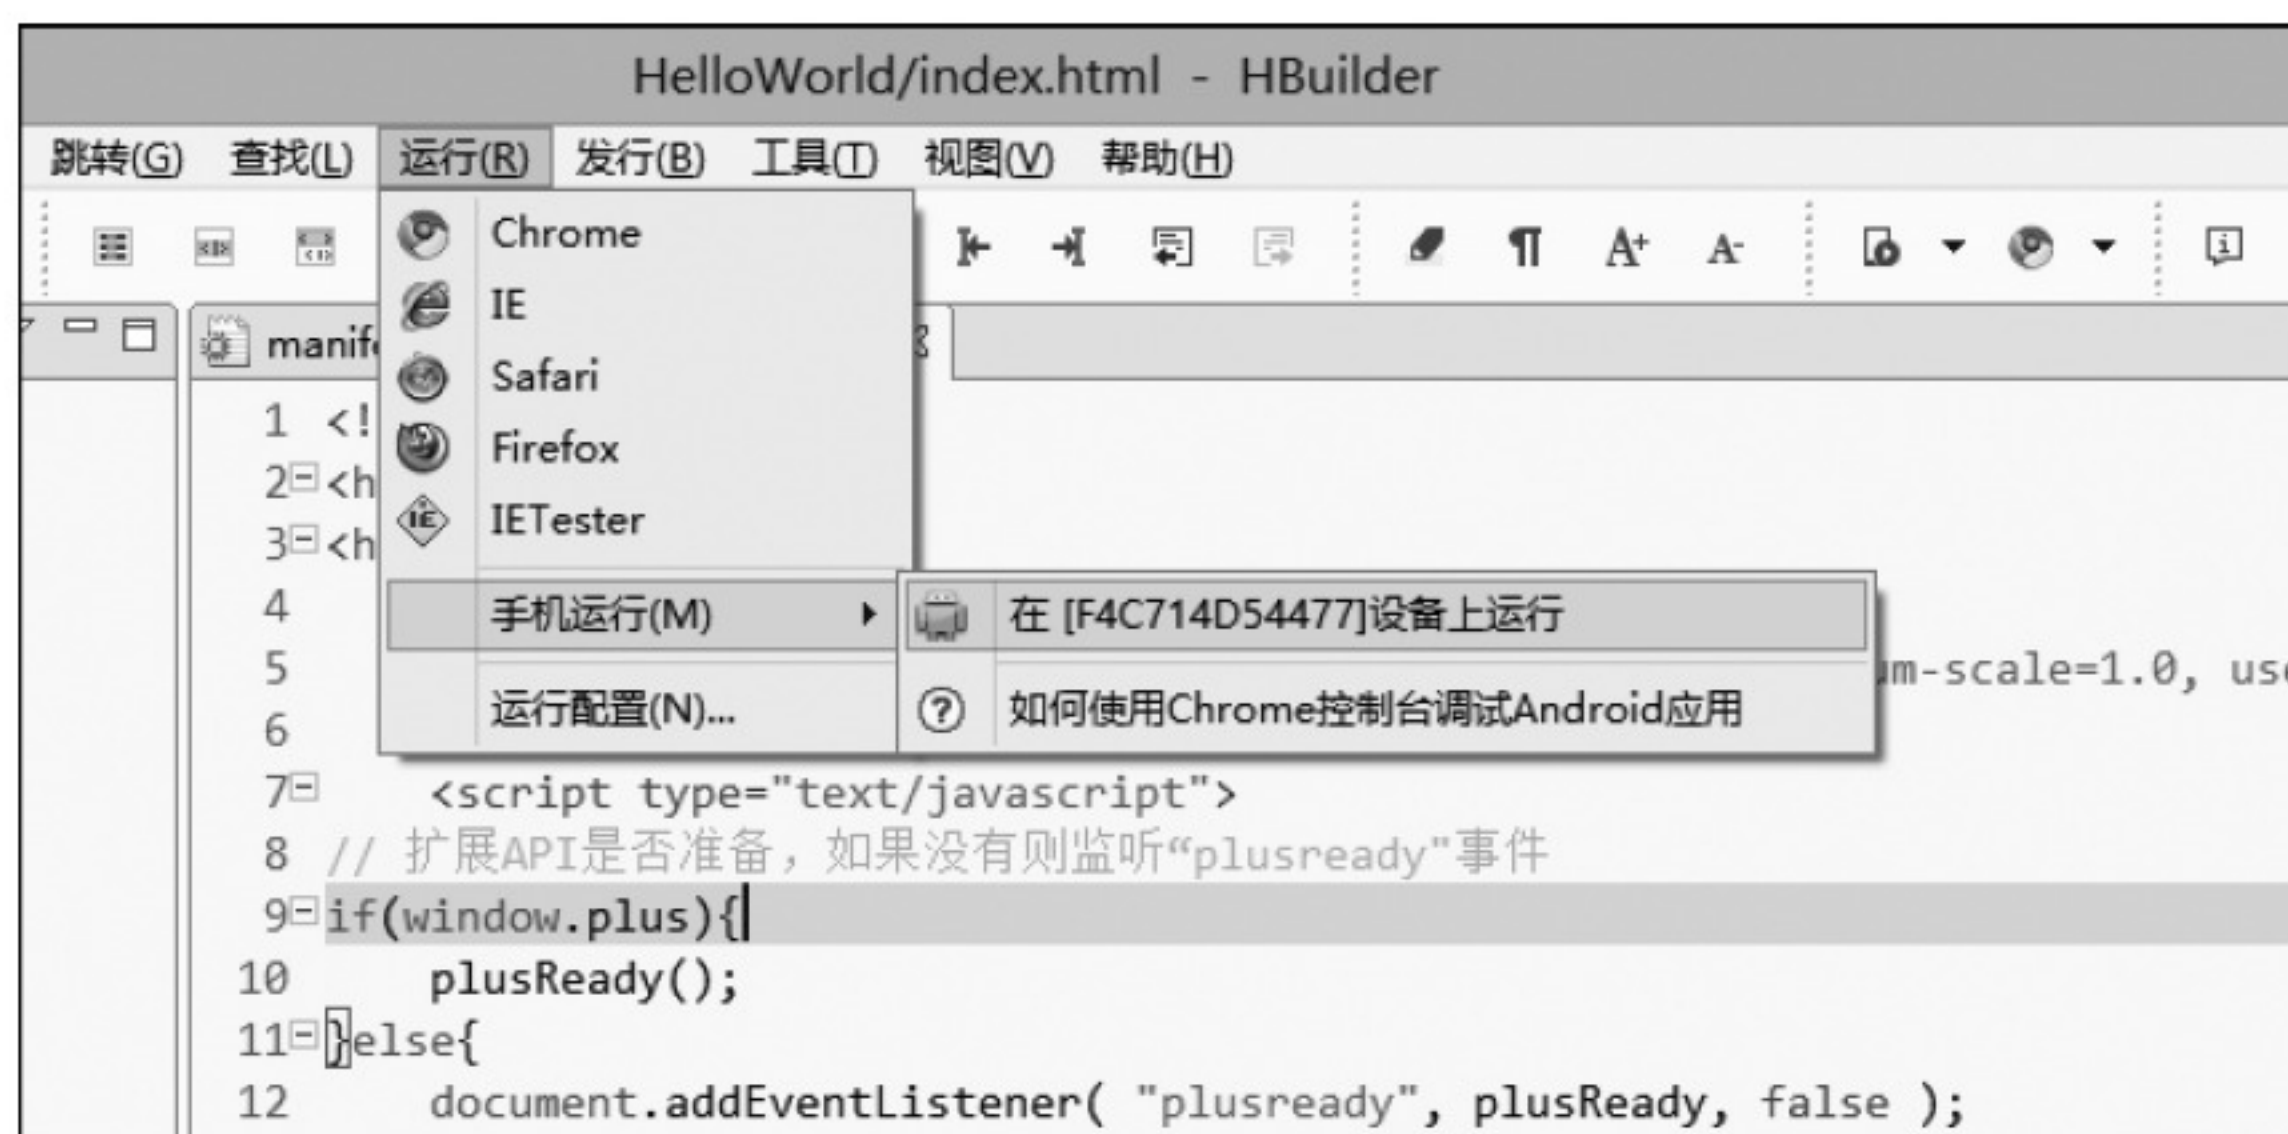 HelloWorld/index.html - HBuilder
跳转(G) 查找(L) 运行(R) 发行(B) 工具(T) 视图(V) 帮助(H)
Chrome
IE
Safari
Firefox
IETester
手机运行(M)
运行配置(N)...
在 [F4C714D54477]设备上运行
如何使用Chrome控制台调试Android应用
1 <!
2 <h
3 <h
4
5 m-scale=1.0, us
6
7 <script type="text/javascript">
8 // 扩展API是否准备，如果没有则监听“plusready"事件
9 if(window.plus){
10 plusReady();
11 }else{
12 document.addEventListener( "plusready", plusReady, false );